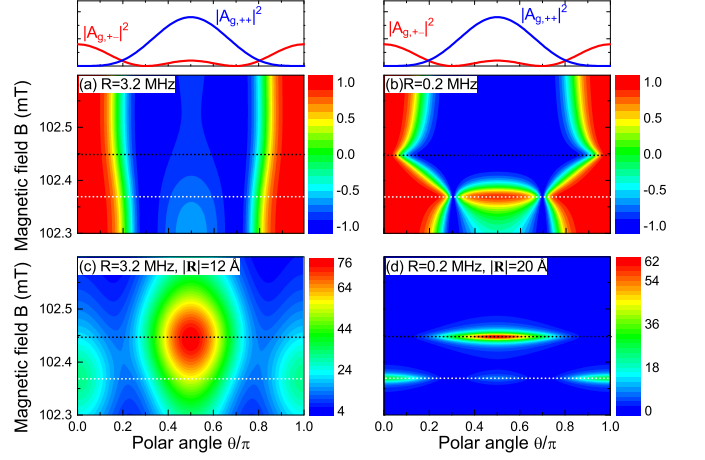 |A_{g,+-}|^2 |A_{g,++}|^2
|A_{g,+-}|^2 |A_{g,++}|^2
(a) R=3.2 MHz
(b) R=0.2 MHz
Magnetic field B (mT)
102.5
102.4
102.3
1.0
0.5
0.0
-0.5
-1.0
1.0
0.5
0.0
-0.5
-1.0
(c) R=3.2 MHz, |R|=12 Å
(d) R=0.2 MHz, |R|=20 Å
Magnetic field B (mT)
102.5
102.4
102.3
76
64
44
24
4
62
54
36
18
0
0.0 0.2 0.4 0.6 0.8 1.0
Polar angle θ/π
0.0 0.2 0.4 0.6 0.8 1.0
Polar angle θ/π